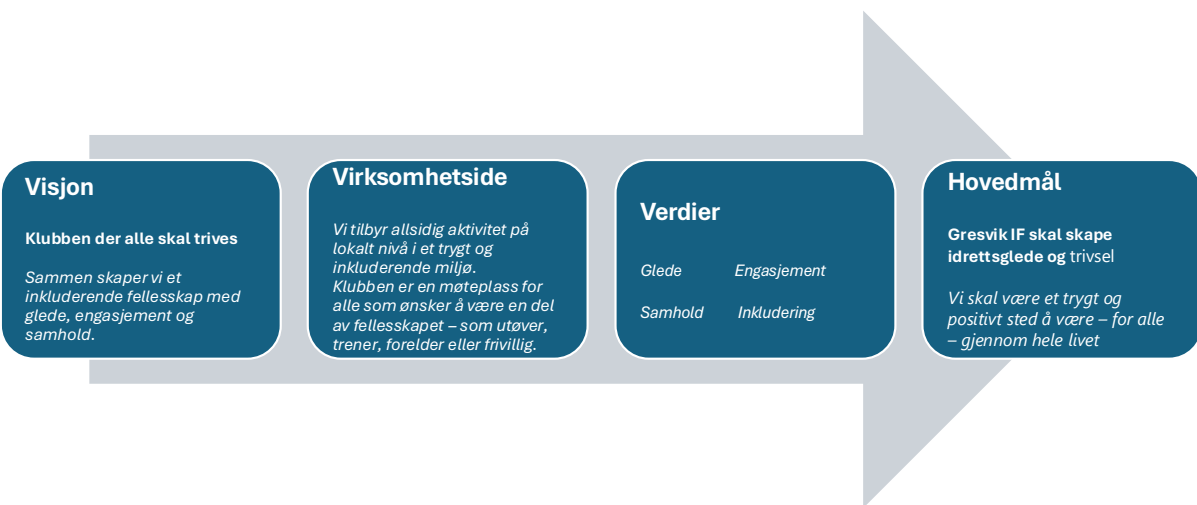 Visjon
Klubben der alle skal trives
Sammen skaper vi et
inkluderende fellesskap med
glede, engasjement og
samhold.
Virksomhetside
Vi tilbyr allsidig aktivitet på
lokalt nivå i et trygt og
inkluderende miljø.
Klubben er en møteplass for
alle som ønsker å være en del
av fellesskapet – som utøver,
trener, forelder eller frivillig.
Verdier
Glede Engasjement
Samhold Inkludering
Hovedmål
Gresvik IF skal skape
idrettsglede og trivsel
Vi skal være et trygt og
positivt sted å være – for alle
– gjennom hele livet